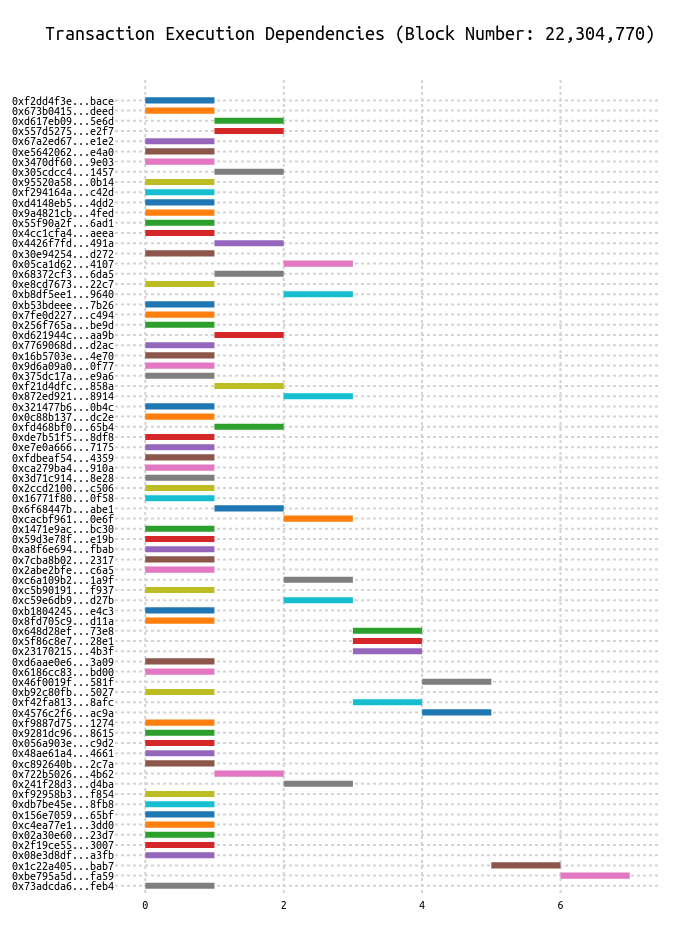 Transaction Execution Dependencies (Block Number: 22,304,770)
0xf2dd4f3e...bace
0x673b0415...deed
0xd617eb09...5e6d
0x557d5275...e2f7
0x67a2ed67...e1e2
0xe5642062...e4a0
0x3470df60...9e03
0x305cdcc4...1457
0x95520a58...0b14
0xf294164a...c42d
0xd4148eb5...4dd2
0x9a4821cb...4fed
0x55f90a2f...6ad1
0x4cc1cfa4...aeea
0x4426f7fd...491a
0x30e94254...d272
0x05ca1d62...4107
0x68372cf3...6da5
0xe8cd7673...22c7
0xb8df5ee1...9640
0xb53bdeee...7b26
0x7fe0d227...c494
0x256f765a...be9d
0xd621944c...aa9b
0x7769068d...d2ac
0x16b5703e...4e70
0x9d6a09a0...0f77
0x375dc17a...e9a6
0xf21d4dfc...858a
0x872ed921...8914
0x321477b6...0b4c
0x0c88b137...dc2e
0xfd468bf0...65b4
0xde7b51f5...8df8
0xe7e0a666...7175
0xfdbeaf54...4359
0xca279ba4...910a
0x3d71c914...8e28
0x2ccd2100...c506
0x16771f80...0f58
0x6f68447b...abe1
0xcacbf961...0e6f
0x1471e9ac...bc30
0x59d3e78f...e19b
0xa8f6e694...fbab
0x7cba8b02...2317
0x2abe2bfe...c6a5
0xc6a109b2...1a9f
0xc5b90191...f937
0xc59e6db9...d27b
0xb1804245...e4c3
0x8fd705c9...d11a
0x648d28ef...73e8
0x5f86c8e7...28e1
0x23170215...4b3f
0xd6aae0e6...3a09
0x6186cc83...bd00
0x46f0019f...581f
0xb92c80fb...5027
0xf42fa813...8afc
0x4576c2f6...ac9a
0xf9887d75...1274
0x9281dc96...8615
0x056a903e...c9d2
0x48ae61a4...4661
0xc892640b...2c7a
0x722b5026...4b62
0x241f28d3...d4ba
0xf92958b3...f854
0xdb7be45e...8fb8
0x156e7059...65bf
0xc4ea77e1...3dd0
0x02a30e60...23d7
0x2f19ce55...3007
0x08e3d8df...a3fb
0x1c22a405...bab7
0xbe795a5d...fa59
0x73adcda6...feb4
0 2 4 6